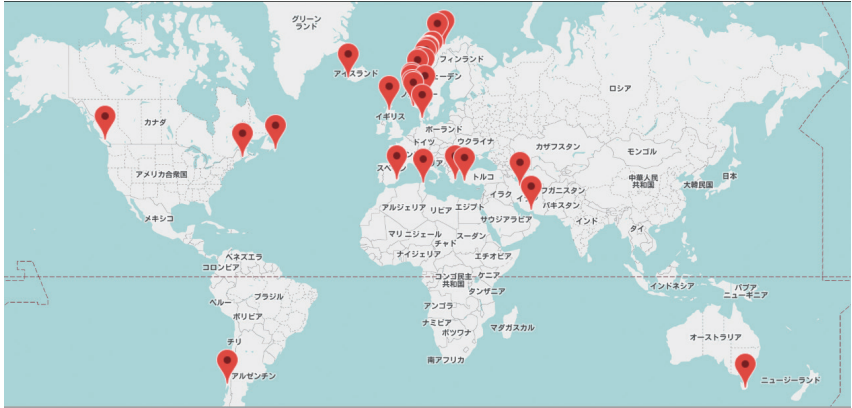 グリーン
ランド
アイスランド
フィンランド
ロシア
カナダ
イギリス
ポーランド
ドイツ
ウクライナ
カザフスタン
モンゴル
アメリカ合衆国
トルコ
日本
中華人民
共和国
大韓民国
イラク
パキスタン
アルジェリア
リビア
エジプト
サウジアラビア
インド
メキシコ
マリ
ニジェール
スーダン
チャド
タイ
ベネズエラ
コロンビア
ナイジェリア
エチオピア
コンゴ民主
共和国
ケニア
タンザニア
インドネシア
パプア
ニューギニア
ペルー
ブラジル
ボリビア
アンゴラ
ナミビア
ボツワナ
マダガスカル
チリ
オーストラリア
南アフリカ
アルゼンチン
ニュージーランド